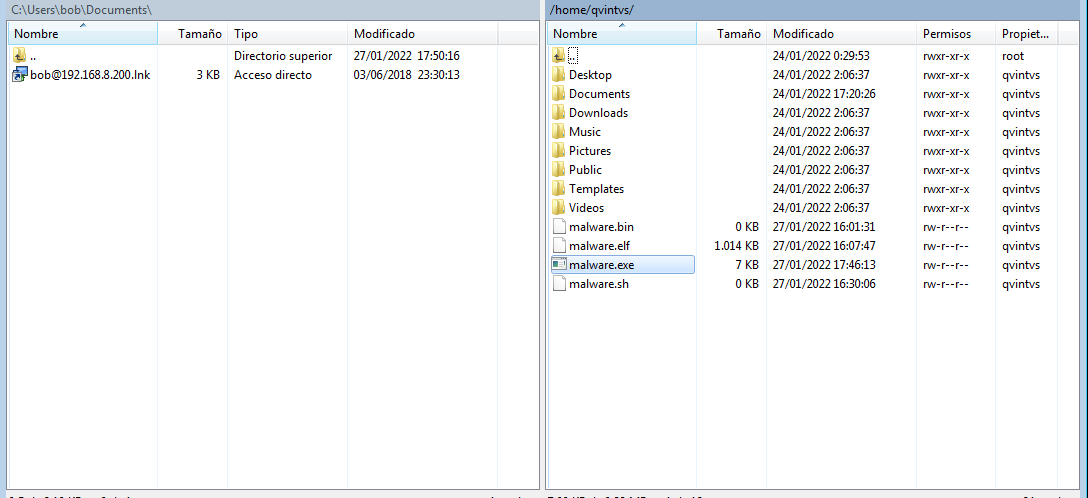 C:\Users\bob\Documents\
Nombre Tamaño Tipo Modificado
.. Directorio superior 27/01/2022 17:50:16
bob@192.168.8.200.lnk 3 KB Acceso directo 03/06/2018 23:30:13
/home/qvintvs/
Nombre Tamaño Modificado Permisos Propiet...
.. 24/01/2022 0:29:53 rwxr-xr-x root
Desktop 24/01/2022 2:06:37 rwxr-xr-x qvintvs
Documents 24/01/2022 17:20:26 rwxr-xr-x qvintvs
Downloads 24/01/2022 2:06:37 rwxr-xr-x qvintvs
Music 24/01/2022 2:06:37 rwxr-xr-x qvintvs
Pictures 24/01/2022 2:06:37 rwxr-xr-x qvintvs
Public 24/01/2022 2:06:37 rwxr-xr-x qvintvs
Templates 24/01/2022 2:06:37 rwxr-xr-x qvintvs
Videos 24/01/2022 2:06:37 rwxr-xr-x qvintvs
malware.bin 0 KB 27/01/2022 16:01:31 rw-r--r-- qvintvs
malware.elf 1.014 KB 27/01/2022 16:07:47 rw-r--r-- qvintvs
malware.exe 7 KB 27/01/2022 17:46:13 rw-r--r-- qvintvs
malware.sh 0 KB 27/01/2022 16:30:06 rw-r--r-- qvintvs